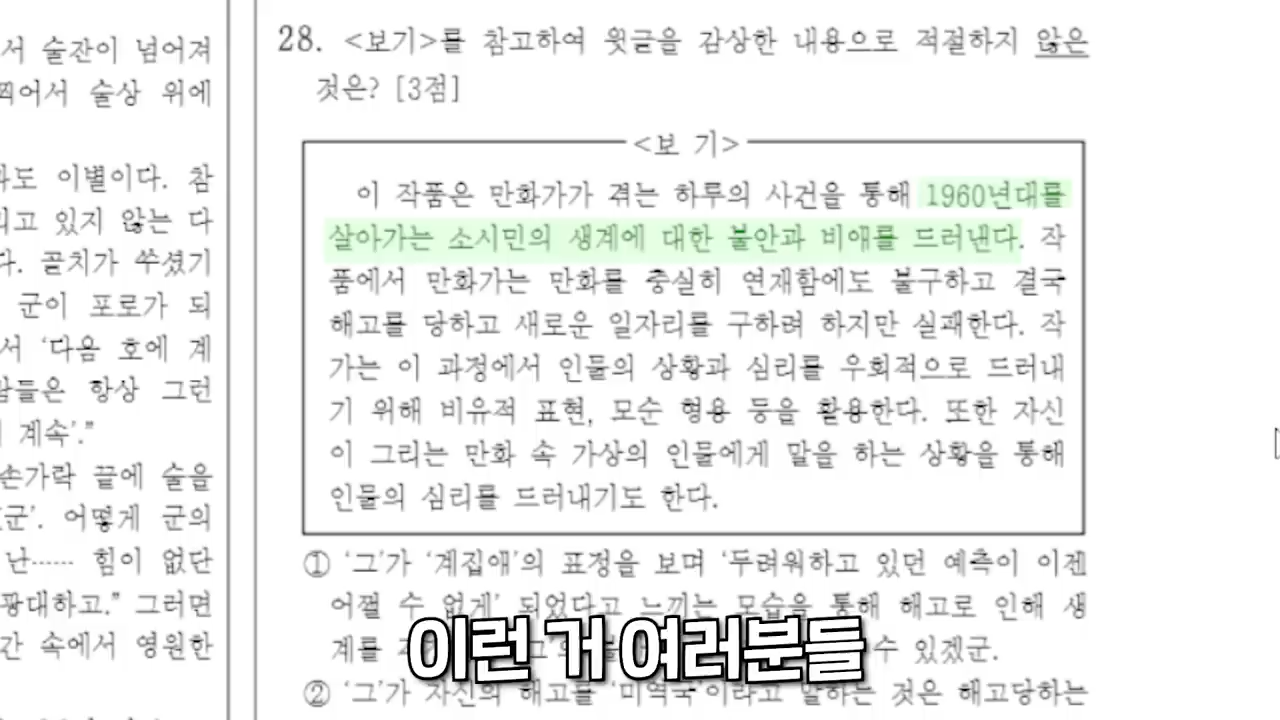 서 술잔이 넘어져
찍어서 술상 위에
와도 이별이다. 참
리고 있지 않는 다
다. 골치가 쑤셨기
군이 포로가 되
서 ‘다음 호에 계
람들은 항상 그런
계속’.”
손가락 끝에 술을
군’. 어떻게 군의
난…… 힘이 없단
광대하고.” 그러면
간 속에서 영원한
28. <보기>를 참고하여 윗글을 감상한 내용으로 적절하지 않은
것은? [3점]
<보 기>
이 작품은 만화가가 겪는 하루의 사건을 통해 1960년대를
살아가는 소시민의 생계에 대한 불안과 비애를 드러낸다. 작
품에서 만화가는 만화를 충실히 연재함에도 불구하고 결국
해고를 당하고 새로운 일자리를 구하려 하지만 실패한다. 작
가는 이 과정에서 인물의 상황과 심리를 우회적으로 드러내
기 위해 비유적 표현, 모순 형용 등을 활용한다. 또한 자신
이 그리는 만화 속 가상의 인물에게 말을 하는 상황을 통해
인물의 심리를 드러내기도 한다.
① ‘그’가 ‘계집애’의 표정을 보며 ‘두려워하고 있던 예측이 이젠
어쩔 수 없게’ 되었다고 느끼는 모습을 통해 해고로 인해 생
계를 수 있겠군.
이런 거 여러분들
② ‘그’가 자신의 해고를 ‘미역국’이라고 말하는 것은 해고당하는